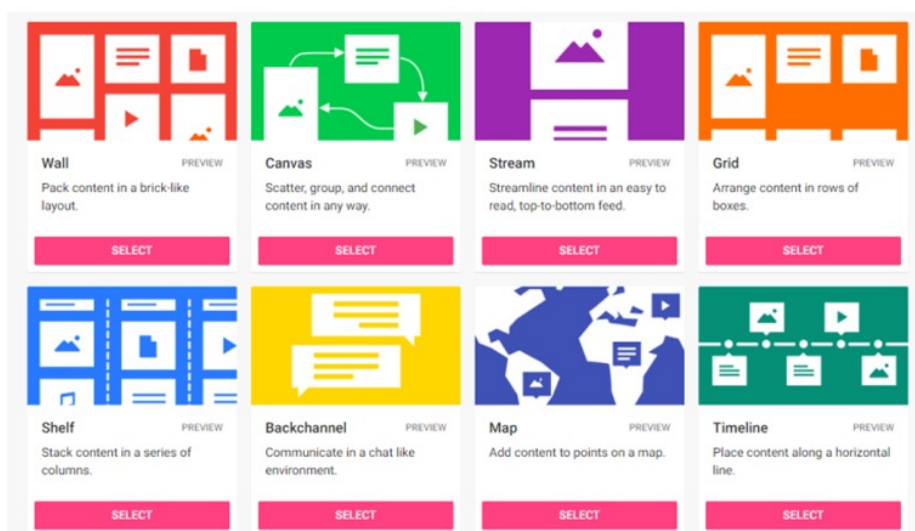 Wall PREVIEW
Pack content in a brick-like
layout.
SELECT
Canvas PREVIEW
Scatter, group, and connect
content in any way.
SELECT
Stream PREVIEW
Streamline content in an easy to
read, top-to-bottom feed.
SELECT
Grid PREVIEW
Arrange content in rows of
boxes.
SELECT
Shelf PREVIEW
Stack content in a series of
columns.
SELECT
Backchannel PREVIEW
Communicate in a chat like
environment.
SELECT
Map PREVIEW
Add content to points on a map.
SELECT
Timeline PREVIEW
Place content along a horizontal
line.
SELECT